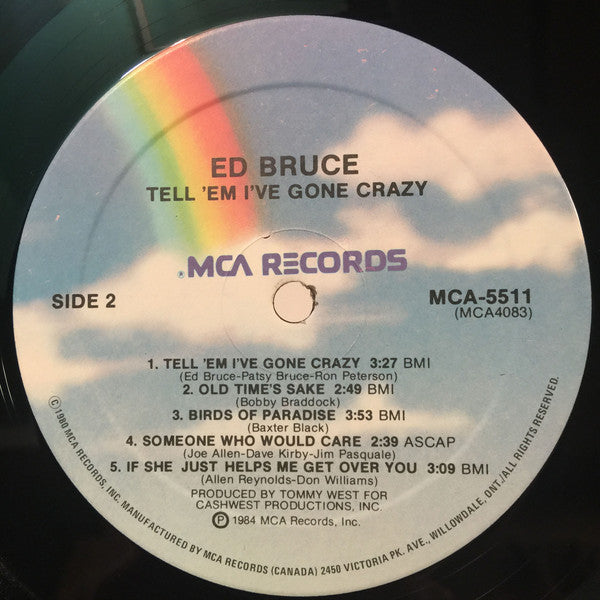 ED BRUCE
TELL 'EM I'VE GONE CRAZY
®MCA RECORDS
SIDE 2
MCA-5511
(MCA4083)
1. TELL 'EM I'VE GONE CRAZY 3:27 BMI
(Ed Bruce-Patsy Bruce-Ron Peterson)
2. OLD TIME'S SAKE 2:49 BMI
(Bobby Braddock)
3. BIRDS OF PARADISE 3:53 BMI
(Baxter Black)
4. SOMEONE WHO WOULD CARE 2:39 ASCAP
(Joe Allen-Dave Kirby-Jim Pasquale)
5. IF SHE JUST HELPS ME GET OVER YOU 3:09 BMI
(Allen Reynolds-Don Williams)
PRODUCED BY TOMMY WEST FOR
CASHWEST PRODUCTIONS, INC.
℗ 1984 MCA Records, Inc.
©1980 MCA RECORDS, INC. MANUFACTURED BY MCA RECORDS (CANADA) 2450 VICTORIA PK. AVE., WILLOWDALE, ONT./ALL RIGHTS RESERVED.